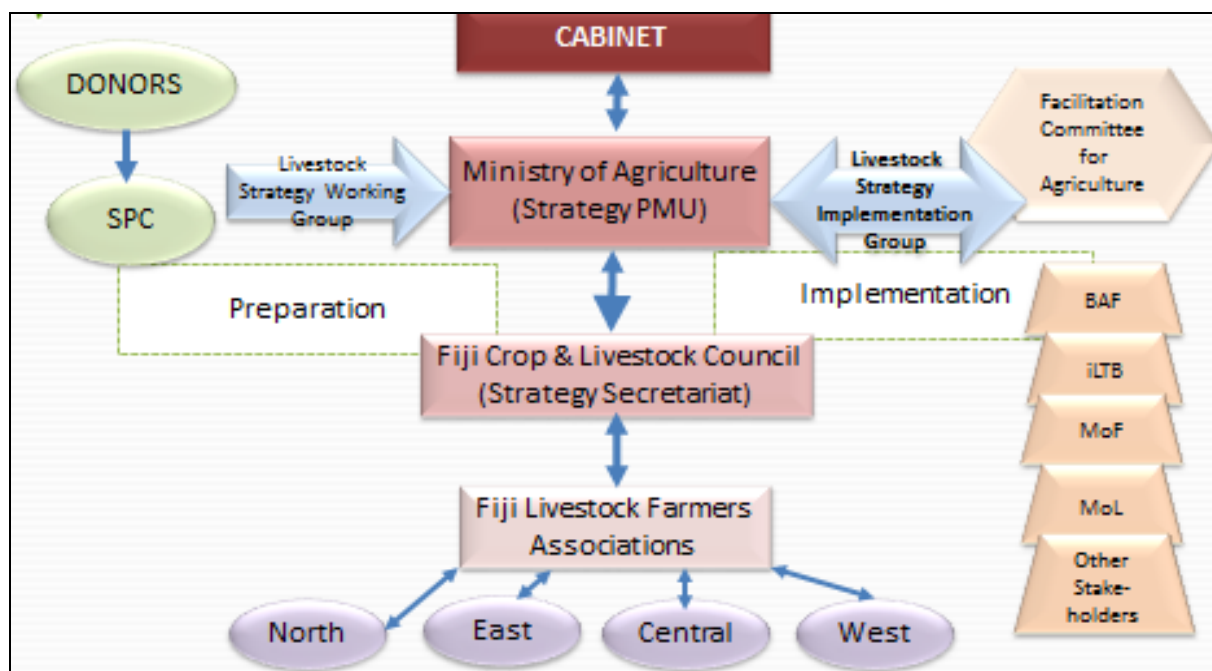 CABINET
DONORS
SPC
Livestock
Strategy Working
Group
Ministry of Agriculture
(Strategy PMU)
Livestock
Strategy
Implementation
Group
Facilitation
Committee
for
Agriculture
Preparation
Implementation
Fiji Crop & Livestock Council
(Strategy Secretariat)
BAF
iLTB
MoF
MoL
Other
Stake-
holders
Fiji Livestock Farmers
Associations
North
East
Central
West